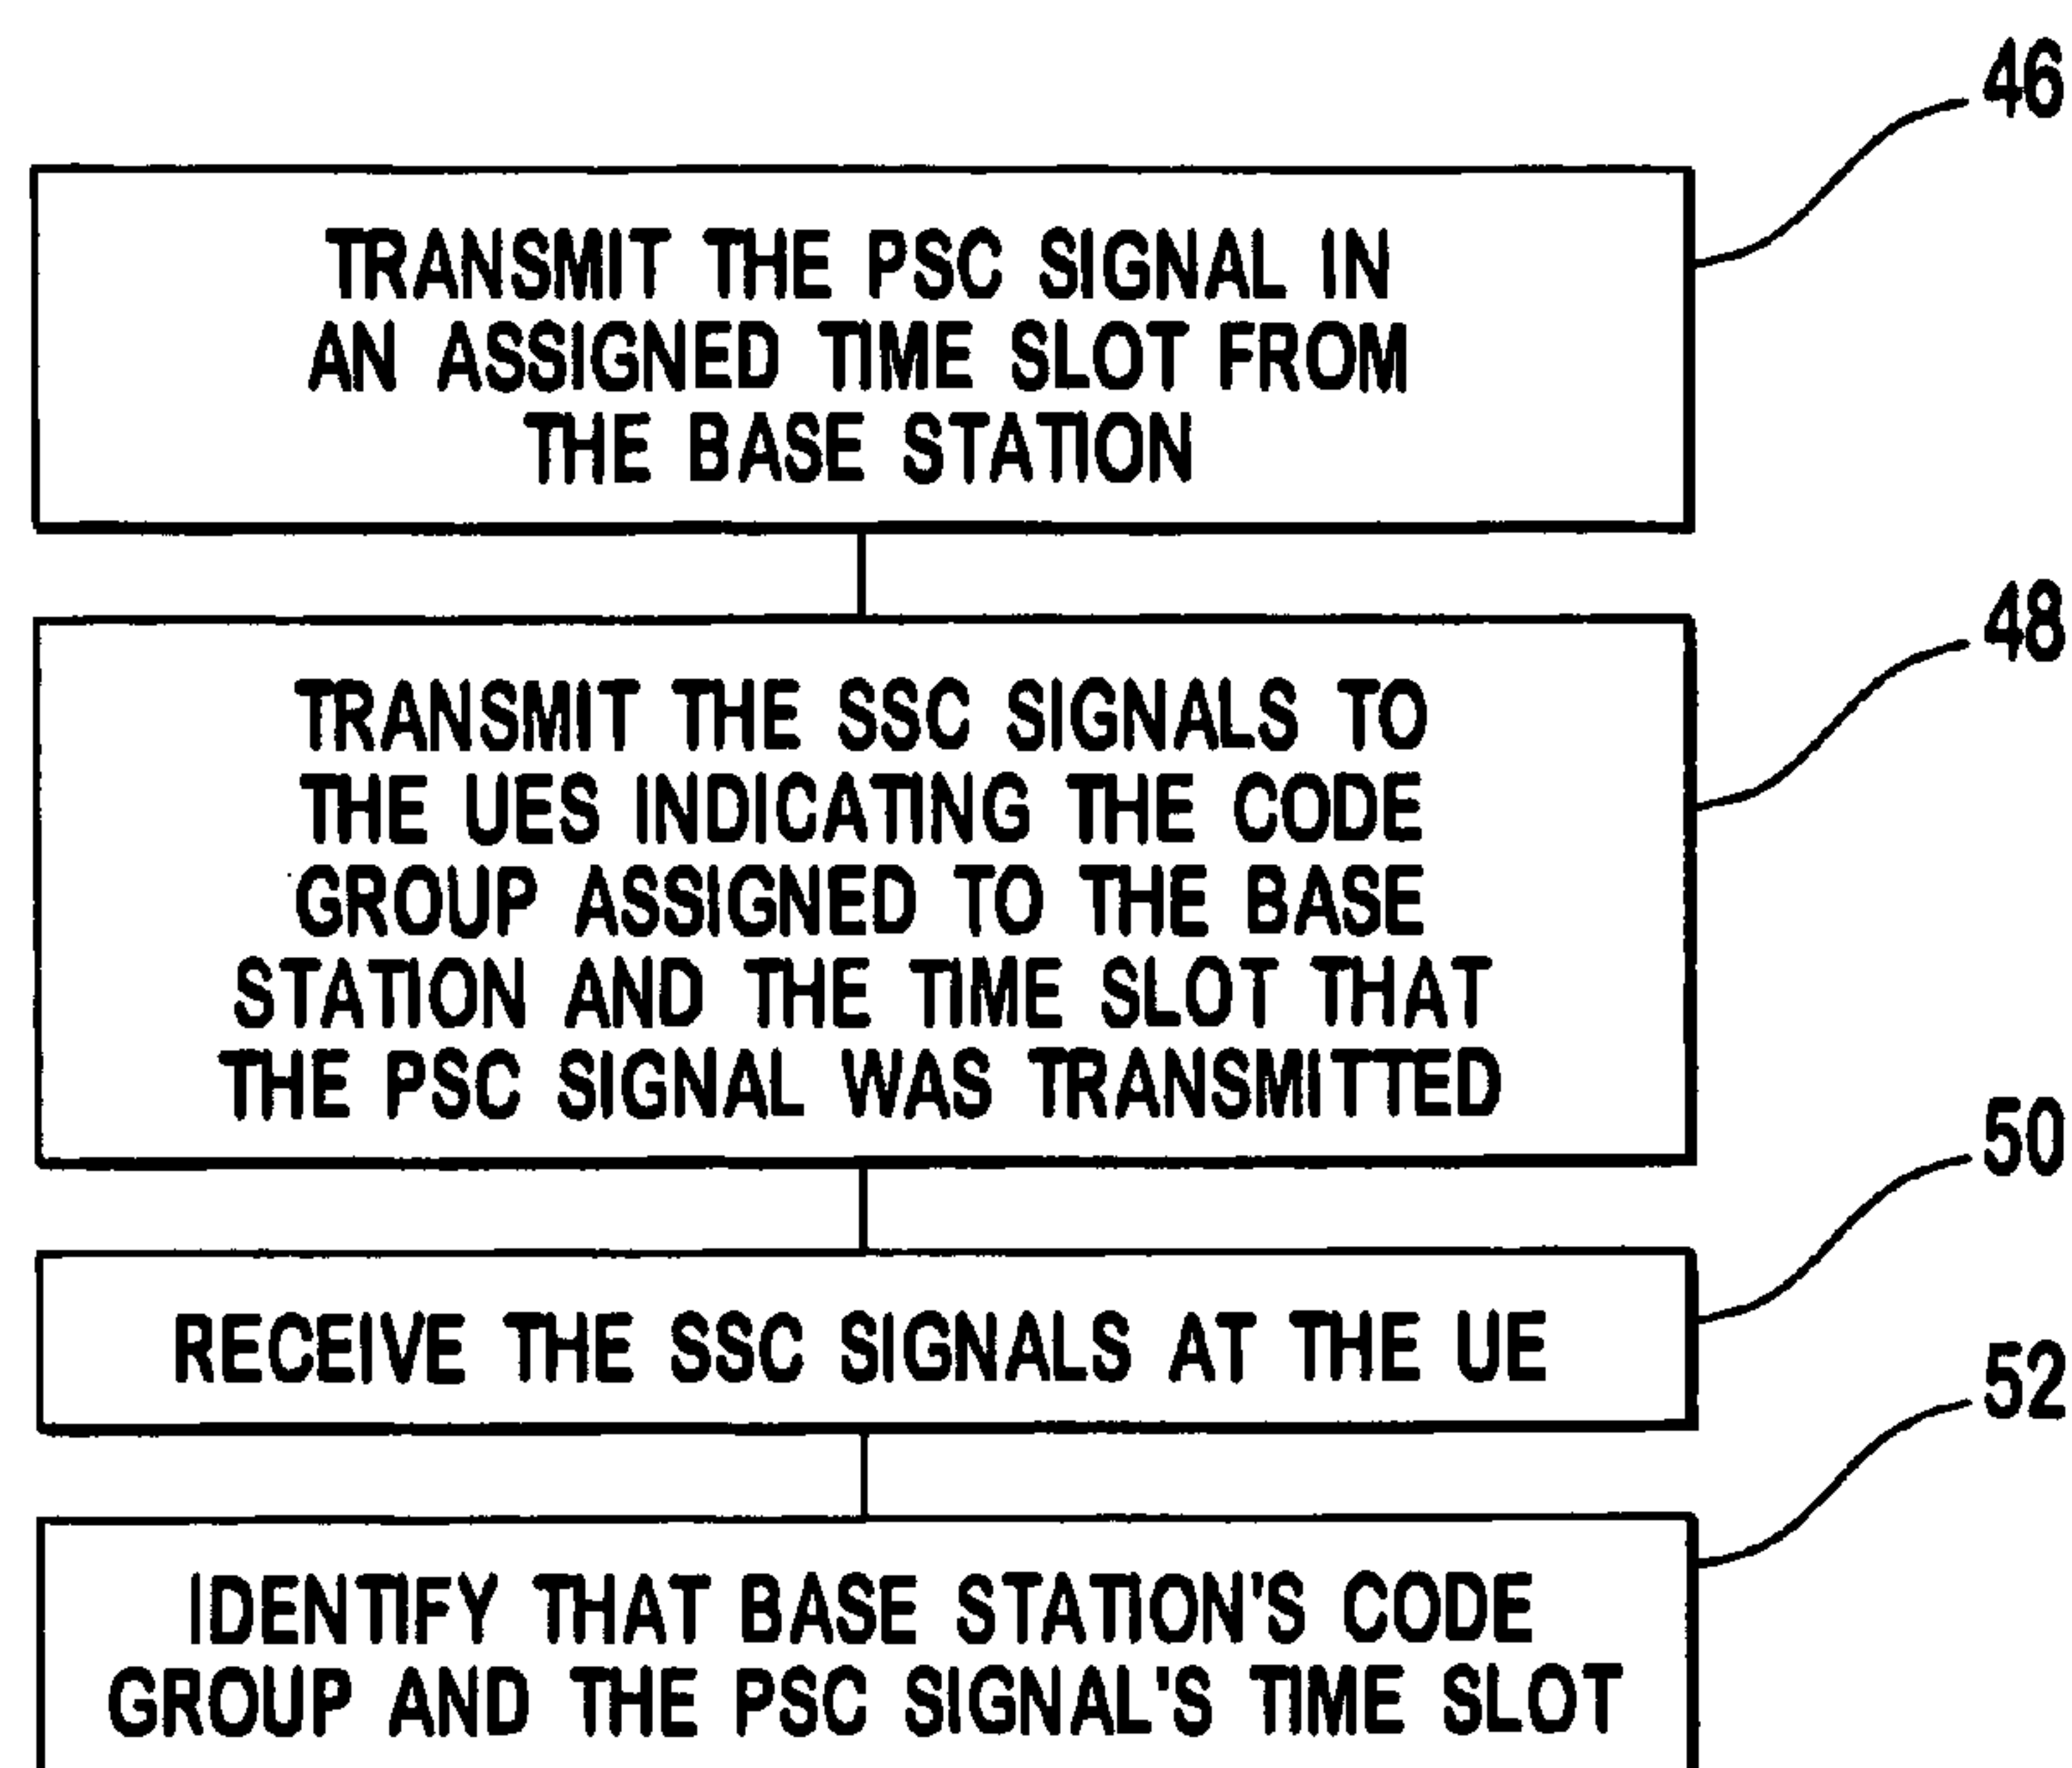 46
TRANSMIT THE PSC SIGNAL IN
AN ASSIGNED TIME SLOT FROM
THE BASE STATION
48
TRANSMIT THE SSC SIGNALS TO
THE UES INDICATING THE CODE
GROUP ASSIGNED TO THE BASE
STATION AND THE TIME SLOT THAT
THE PSC SIGNAL WAS TRANSMITTED
50
RECEIVE THE SSC SIGNALS AT THE UE
52
IDENTIFY THAT BASE STATION'S CODE
GROUP AND THE PSC SIGNAL'S TIME SLOT